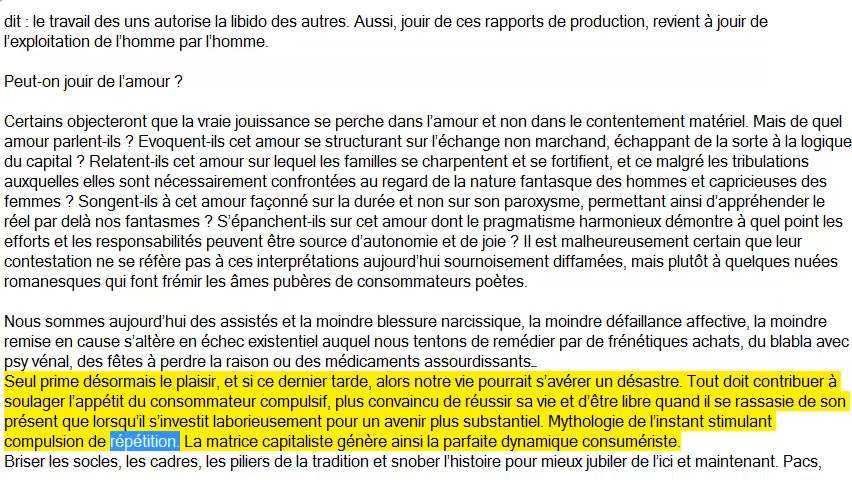 dit : le travail des uns autorise la libido des autres. Aussi, jouir de ces rapports de production, revient à jouir de
l’exploitation de l’homme par l’homme.
Peut-on jouir de l’amour ?
Certains objecteront que la vraie jouissance se perche dans l’amour et non dans le contentement matériel. Mais de quel
amour parlent-ils ? Evoquent-ils cet amour se structurant sur l’échange non marchand, échappant de la sorte à la logique
du capital ? Relatent-ils cet amour sur lequel les familles se charpentent et se fortifient, et ce malgré les tribulations
auxquelles elles sont nécessairement confrontées au regard de la nature fantasque des hommes et capricieuses des
femmes ? Songent-ils à cet amour façonné sur la durée et non sur son paroxysme, permettant ainsi d’appréhender le
réel par delà nos fantasmes ? S’épanchent-ils sur cet amour dont le pragmatisme harmonieux démontre à quel point les
efforts et les responsabilités peuvent être source d’autonomie et de joie ? Il est malheureusement certain que leur
contestation ne se réfère pas à ces interprétations aujourd’hui sournoisement diffamées, mais plutôt à quelques nuées
romanesques qui font frémir les âmes pubères de consommateurs poètes.
Nous sommes aujourd’hui des assistés et la moindre blessure narcissique, la moindre défaillance affective, la moindre
remise en cause s’altère en échec existentiel auquel nous tentons de remédier par de frénétiques achats, du blabla avec
psy vénal, des fêtes à perdre la raison ou des médicaments assourdissants.
Seul prime désormais le plaisir, et si ce dernier tarde, alors notre vie pourrait s’avérer un désastre. Tout doit contribuer à
soulager l’appétit du consommateur compulsif, plus convaincu de réussir sa vie et d’être libre quand il se rassasie de son
présent que lorsqu’il s’investit laborieusement pour un avenir plus substantiel. Mythologie de l’instant stimulant
compulsion de répétition. La matrice capitaliste génère ainsi la parfaite dynamique consumériste.
Briser les socles, les cadres, les piliers de la tradition et snober l’histoire pour mieux jubiler de l’ici et maintenant. Pacs,